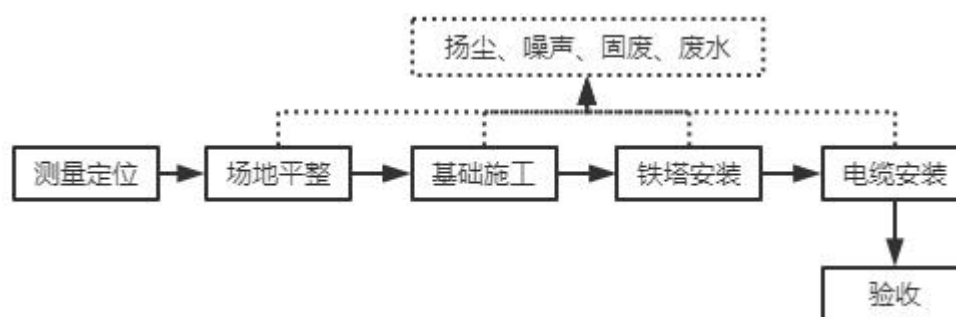 扬尘、噪声、固废、废水
测量定位
场地平整
基础施工
铁塔安装
电缆安装
验收